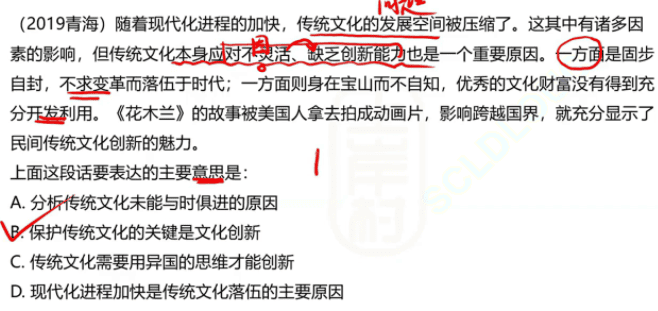 问题
（2019青海）随着现代化进程的加快，传统文化的发展空间被压缩了。这其中有诸多因
素的影响，但传统文化本身应对不灵活、缺乏创新能力也是一个重要原因。一方面是固步
自封，不求变革而落伍于时代；一方面则身在宝山而不自知，优秀的文化财富没有得到充
分开发利用。《花木兰》的故事被美国人拿去拍成动画片，影响跨越国界，就充分显示了
民间传统文化创新的魅力。
上面这段话要表达的主要意思是：
A. 分析传统文化未能与时俱进的原因
B. 保护传统文化的关键是文化创新
C. 传统文化需要用异国的思维才能创新
D. 现代化进程加快是传统文化落伍的主要原因